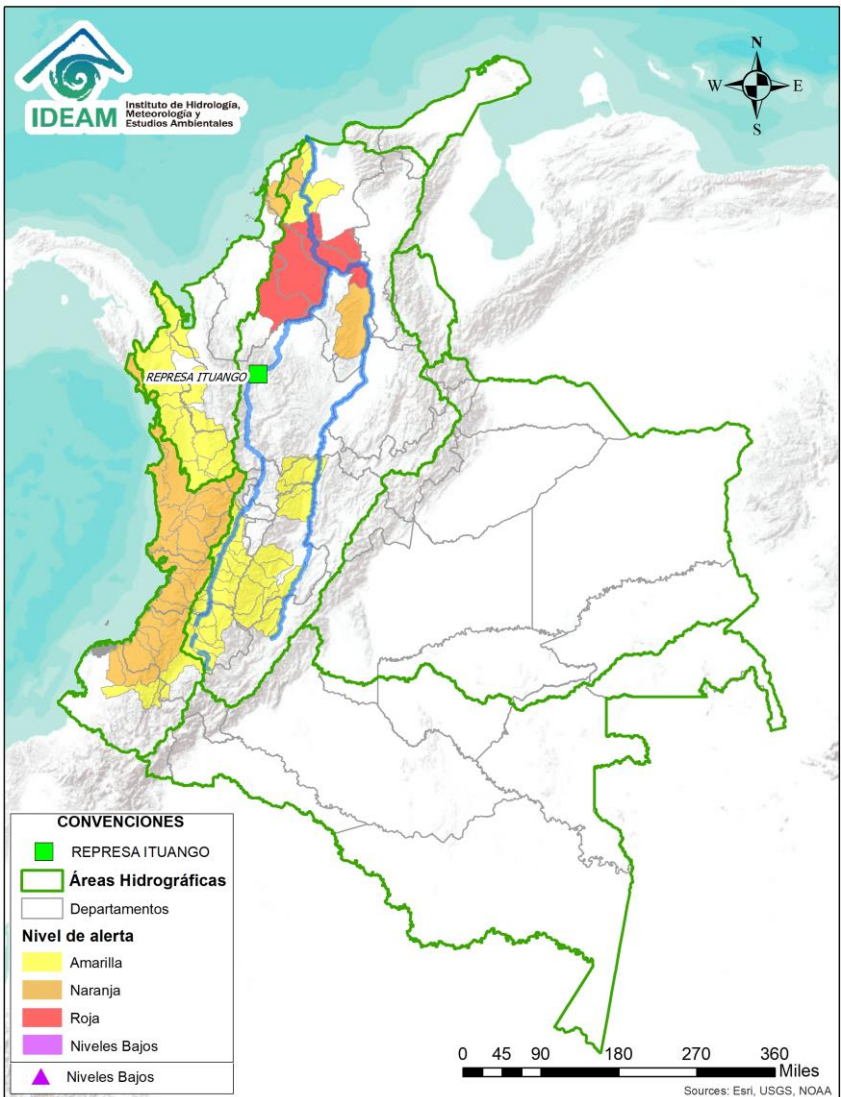 IDEAM
Instituto de Hidrología,
Meteorología y
Estudios Ambientales
N
W
E
S
REPRESA ITUANGO
CONVENCIONES
REPRESA ITUANGO
Áreas Hidrográficas
Departamentos
Nivel de alerta
Amarilla
Naranja
Roja
Niveles Bajos
Niveles Bajos
0 45 90 180 270 360
Miles
Sources: Esri, USGS, NOAA